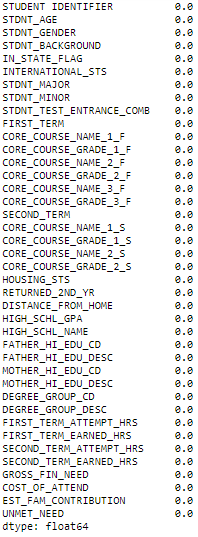 STUDENT IDENTIFIER 0.0
STDNT_AGE 0.0
STDNT_GENDER 0.0
STDNT_BACKGROUND 0.0
IN_STATE_FLAG 0.0
INTERNATIONAL_STS 0.0
STDNT_MAJOR 0.0
STDNT_MINOR 0.0
STDNT_TEST_ENTRANCE_COMB 0.0
FIRST_TERM 0.0
CORE_COURSE_NAME_1_F 0.0
CORE_COURSE_GRADE_1_F 0.0
CORE_COURSE_NAME_2_F 0.0
CORE_COURSE_GRADE_2_F 0.0
CORE_COURSE_NAME_3_F 0.0
CORE_COURSE_GRADE_3_F 0.0
SECOND_TERM 0.0
CORE_COURSE_NAME_1_S 0.0
CORE_COURSE_GRADE_1_S 0.0
CORE_COURSE_NAME_2_S 0.0
CORE_COURSE_GRADE_2_S 0.0
HOUSING_STS 0.0
RETURNED_2ND_YR 0.0
DISTANCE_FROM_HOME 0.0
HIGH_SCHL_GPA 0.0
HIGH_SCHL_NAME 0.0
FATHER_HI_EDU_CD 0.0
FATHER_HI_EDU_DESC 0.0
MOTHER_HI_EDU_CD 0.0
MOTHER_HI_EDU_DESC 0.0
DEGREE_GROUP_CD 0.0
DEGREE_GROUP_DESC 0.0
FIRST_TERM_ATTEMPT_HRS 0.0
FIRST_TERM_EARNED_HRS 0.0
SECOND_TERM_ATTEMPT_HRS 0.0
SECOND_TERM_EARNED_HRS 0.0
GROSS_FIN_NEED 0.0
COST_OF_ATTEND 0.0
EST_FAM_CONTRIBUTION 0.0
UNMET_NEED 0.0
dtype: float64